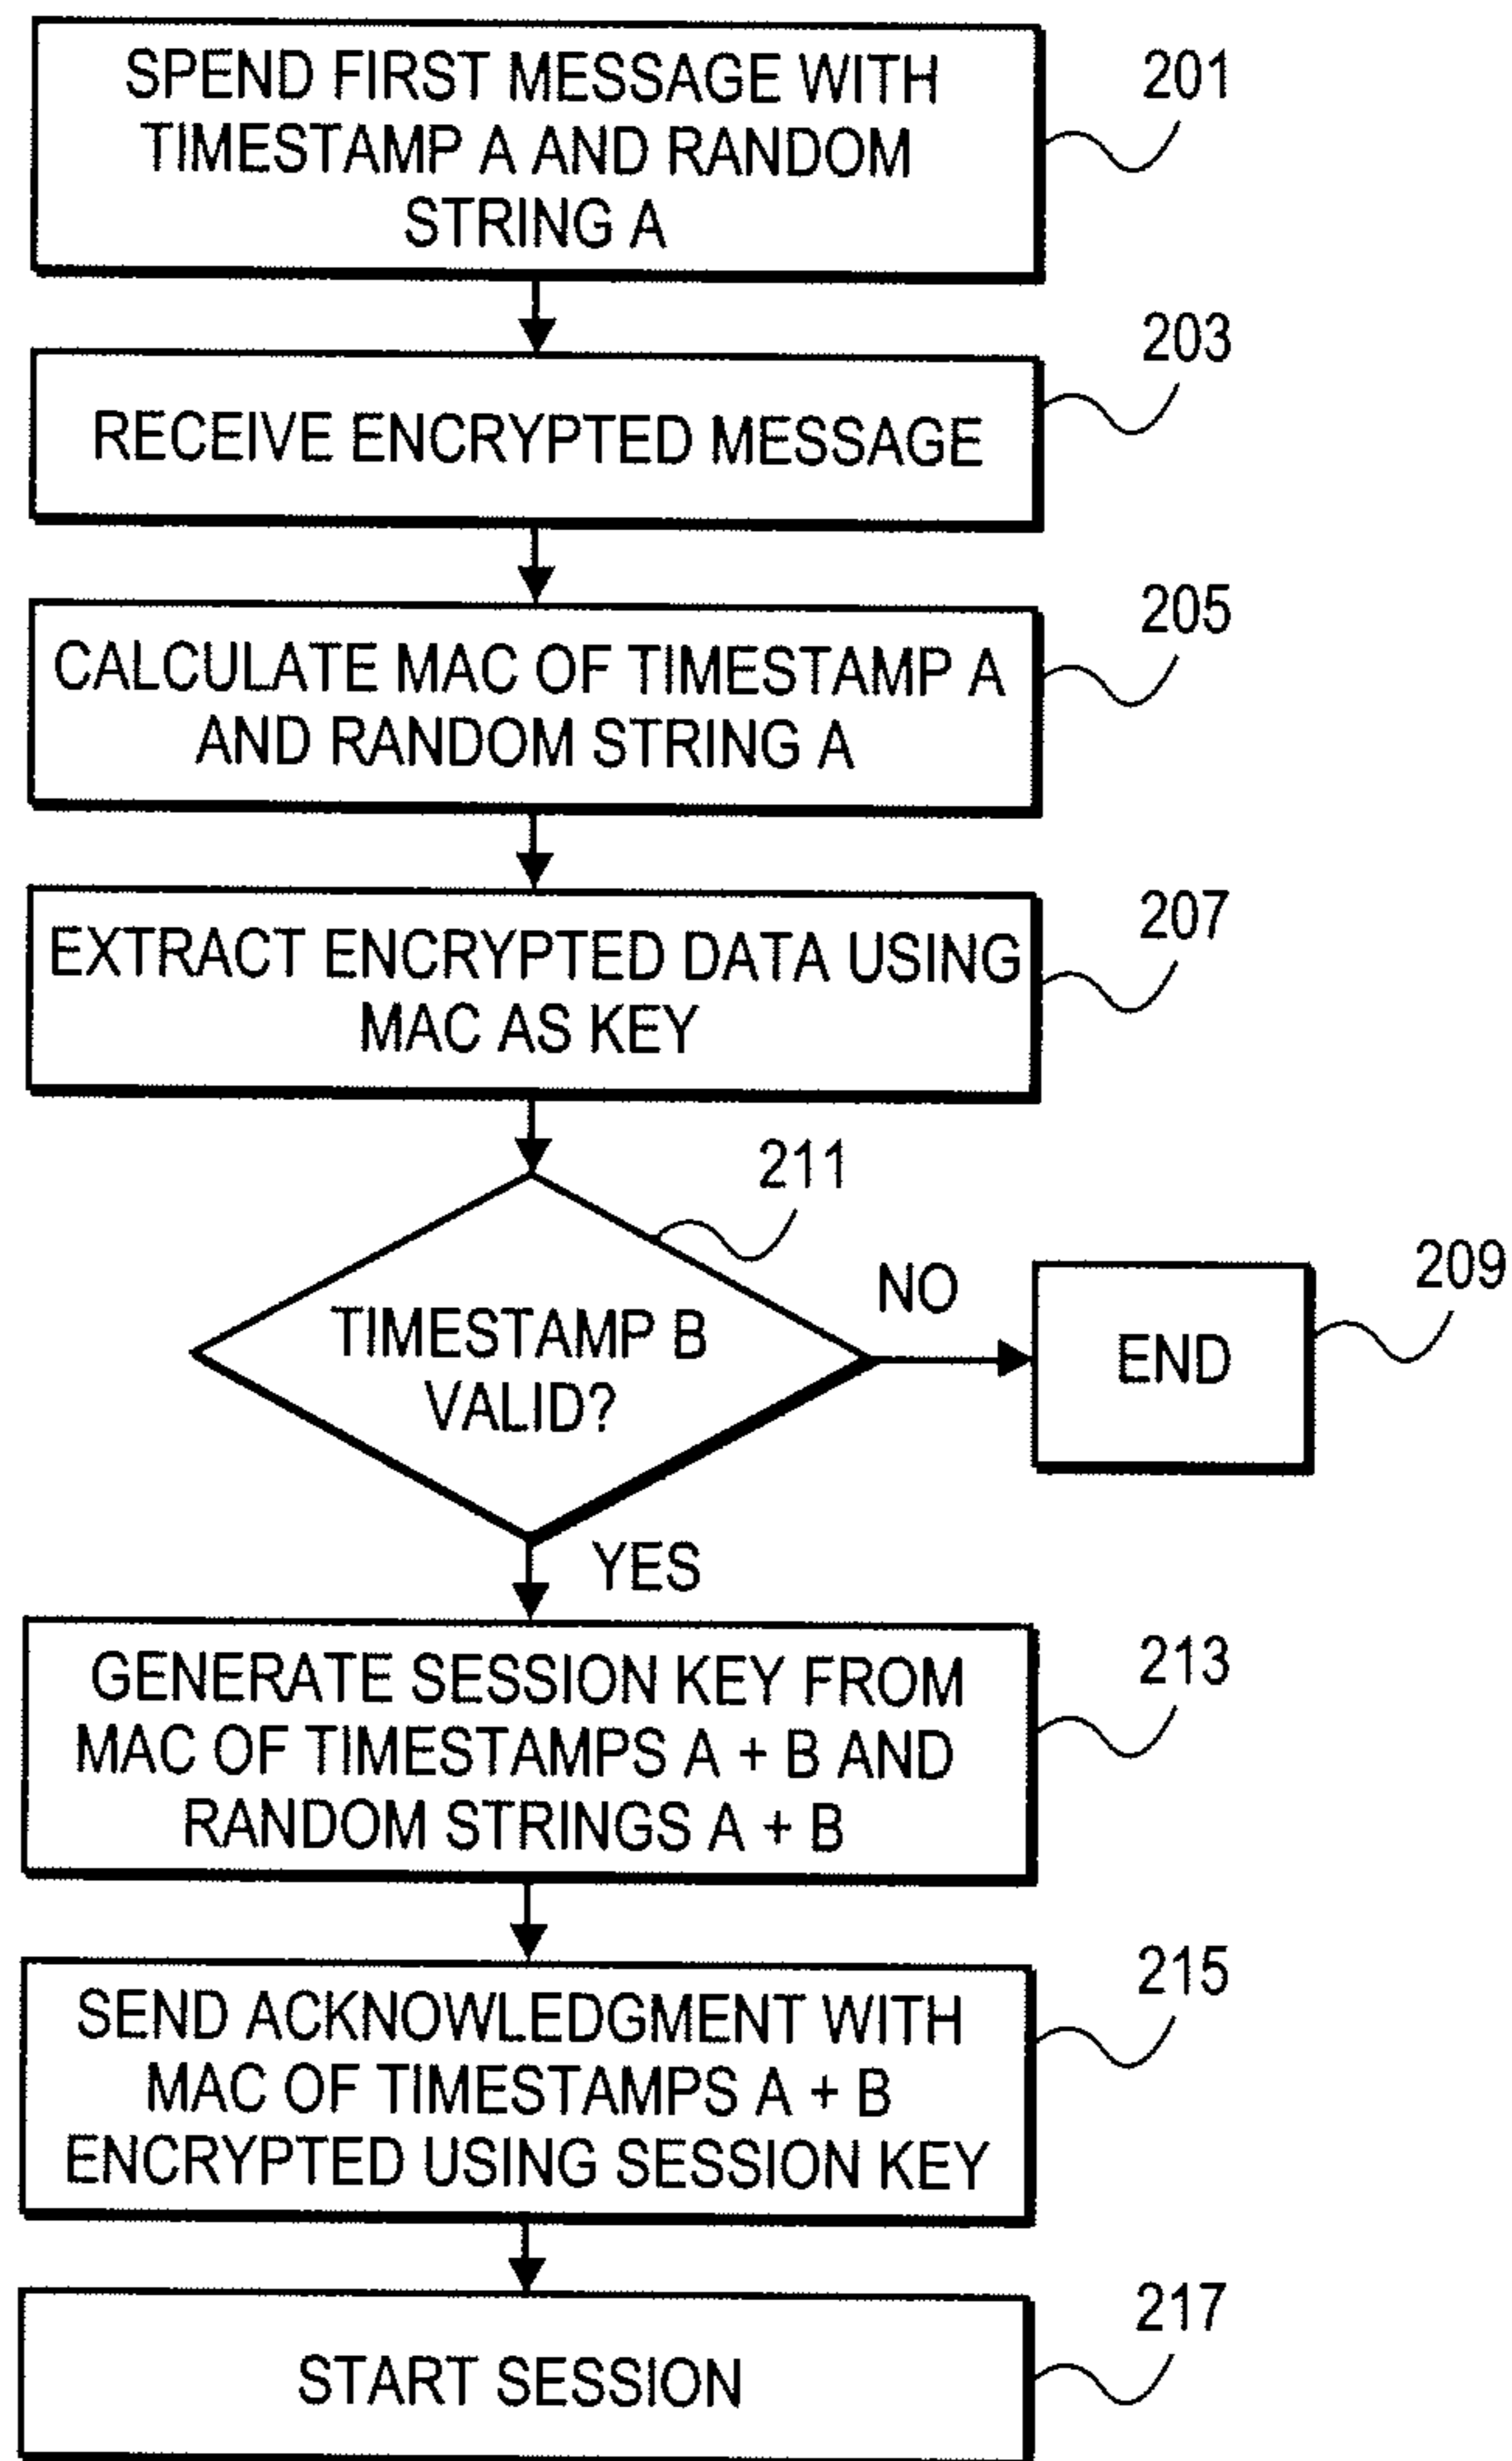 SPEND FIRST MESSAGE WITH
TIMESTAMP A AND RANDOM
STRING A
201
RECEIVE ENCRYPTED MESSAGE
203
CALCULATE MAC OF TIMESTAMP A
AND RANDOM STRING A
205
EXTRACT ENCRYPTED DATA USING
MAC AS KEY
207
TIMESTAMP B
VALID?
211
NO
END
209
YES
GENERATE SESSION KEY FROM
MAC OF TIMESTAMPS A + B AND
RANDOM STRINGS A + B
213
SEND ACKNOWLEDGMENT WITH
MAC OF TIMESTAMPS A + B
ENCRYPTED USING SESSION KEY
215
START SESSION
217